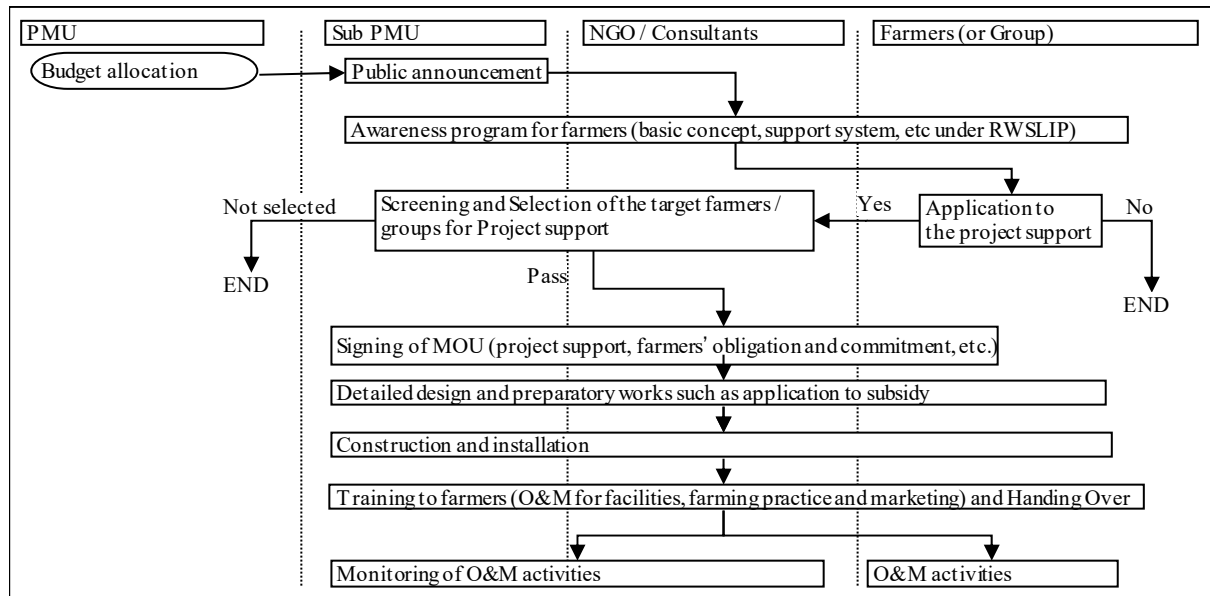 PMU
Sub PMU
NGO / Consultants
Farmers (or Group)
Budget allocation
Public announcement
Awareness program for farmers (basic concept, support system, etc under RWSLIP)
Not selected
Screening and Selection of the target farmers /
groups for Project support
Yes
Application to
the project support
No
END
Pass
END
Signing of MOU (project support, farmers' obligation and commitment, etc.)
Detailed design and preparatory works such as application to subsidy
Construction and installation
Training to farmers (O&M for facilities, farming practice and marketing) and Handing Over
Monitoring of O&M activities
O&M activities